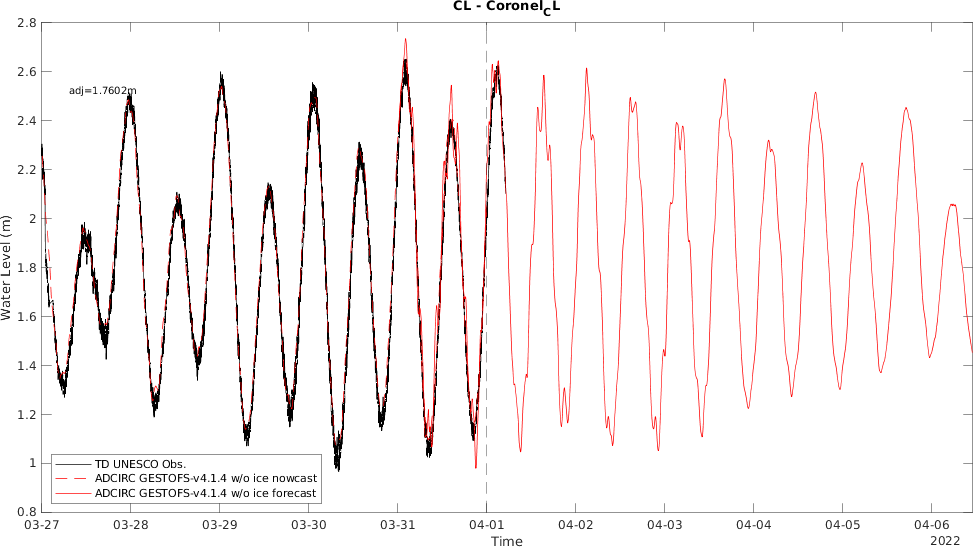 CL - Coronel_CL
2.8
2.6
2.4
2.2
2
1.8
1.6
1.4
1.2
1
0.8
Water Level (m)
adj=1.7602m
TD UNESCO Obs.
ADCIRC GESTOFS-v4.1.4 w/o ice nowcast
ADCIRC GESTOFS-v4.1.4 w/o ice forecast
03-27 03-28 03-29 03-30 03-31 04-01 04-02 04-03 04-04 04-05 04-06
Time
2022